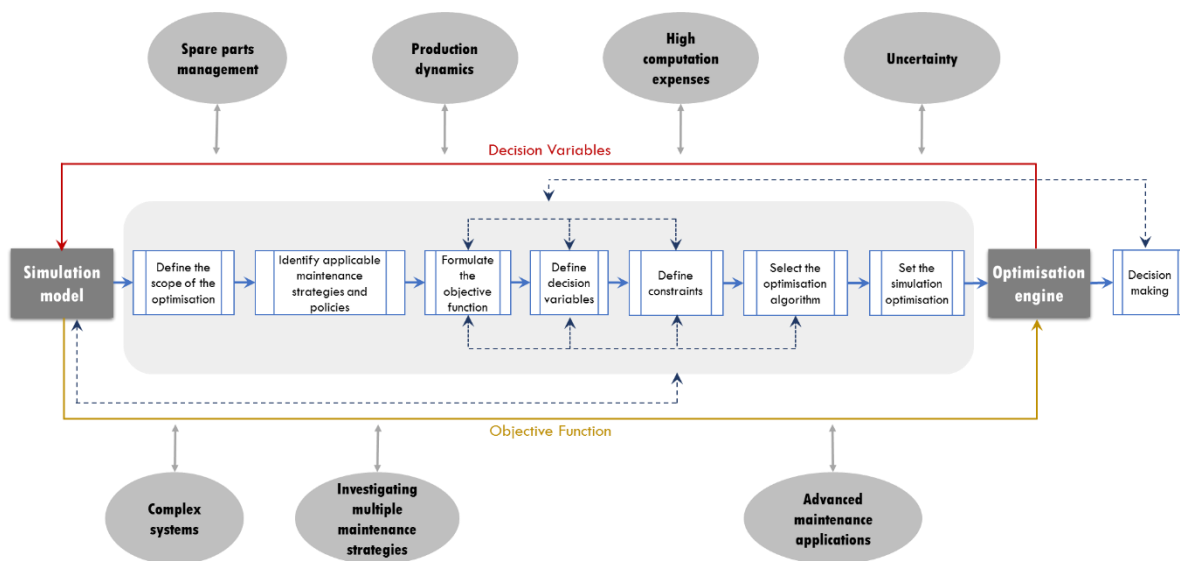 Spare parts
management
Production
dynamics
High
computation
expenses
Uncertainty
Decision Variables
Simulation
model
Define the
scope of the
optimisation
Identify applicable
maintenance
strategies and
policies
Formulate
the
objective
function
Define
decision
variables
Define
constraints
Select the
optimisation
algorithm
Set the
simulation
optimisation
Optimisation
engine
Decision
making
Objective Function
Complex
systems
Investigating
multiple
maintenance
strategies
Advanced
maintenance
applications